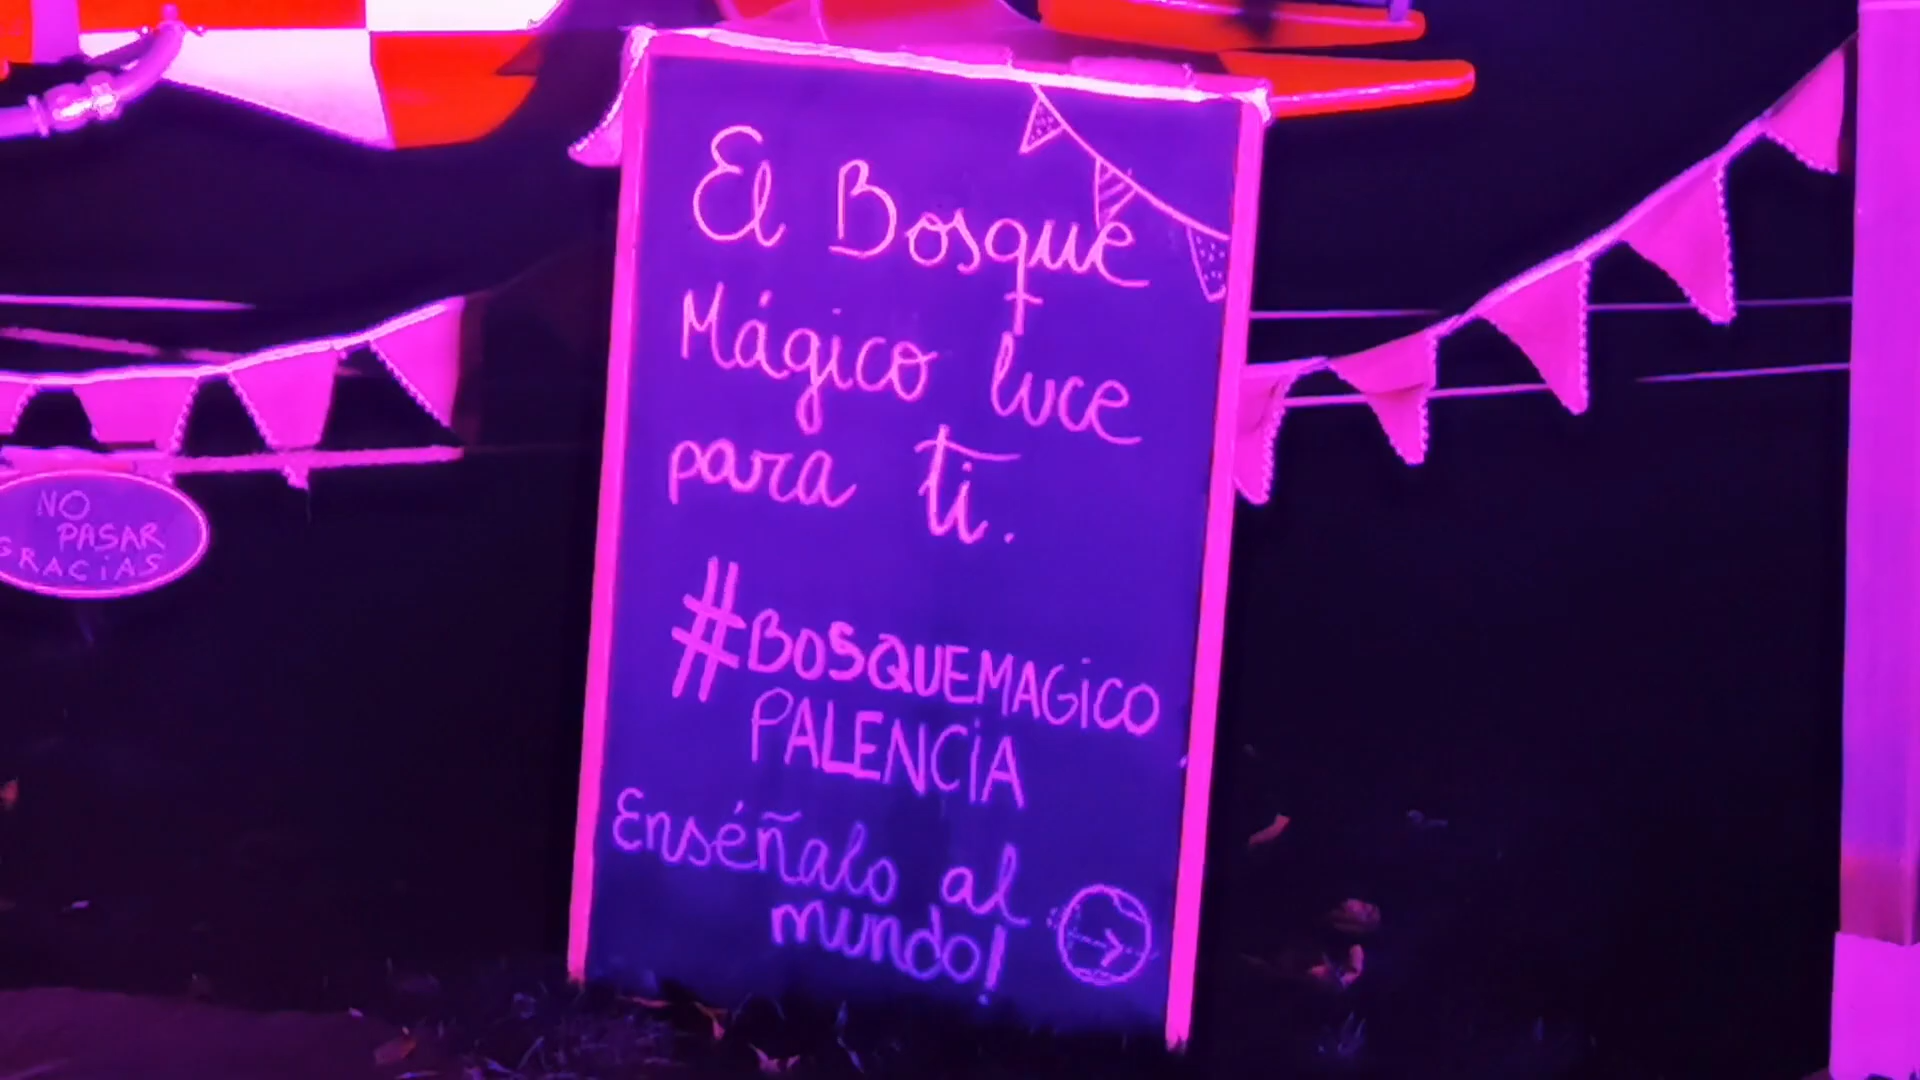 El Bosque
Mágico luce
para ti.
#BOSQUEMAGiCO
PALENCiA
Enséñalo al
mundo!
NO
PASAR
GRACiAS